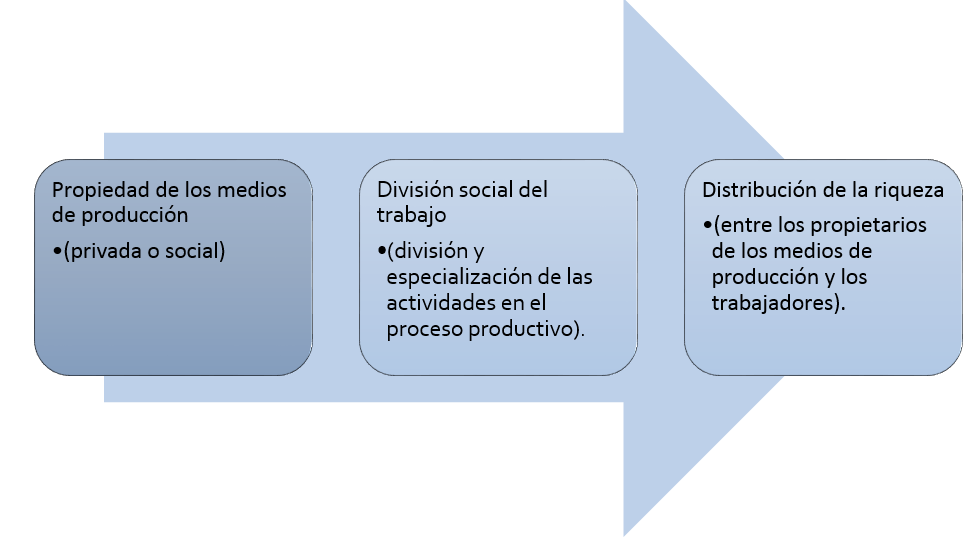 Propiedad de los medios
de producción
•(privada o social)
División social del
trabajo
•(división y
especialización de las
actividades en el
proceso productivo).
Distribución de la riqueza
•(entre los propietarios
de los medios de
producción y los
trabajadores).